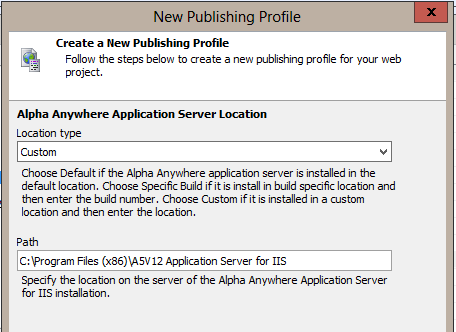 New Publishing Profile
x
Create a New Publishing Profile
Follow the steps below to create a new publishing profile for your web
project.
Alpha Anywhere Application Server Location
Location type
Custom
Choose Default if the Alpha Anywhere application server is installed in the
default location. Choose Specific Build if it is install in build specific location and
then enter the build number. Choose Custom if it is installed in a custom
location and then enter the location.
Path
C:\Program Files (x86)\A5V12 Application Server for IIS
Specify the location on the server of the Alpha Anywhere Application Server
for IIS installation.